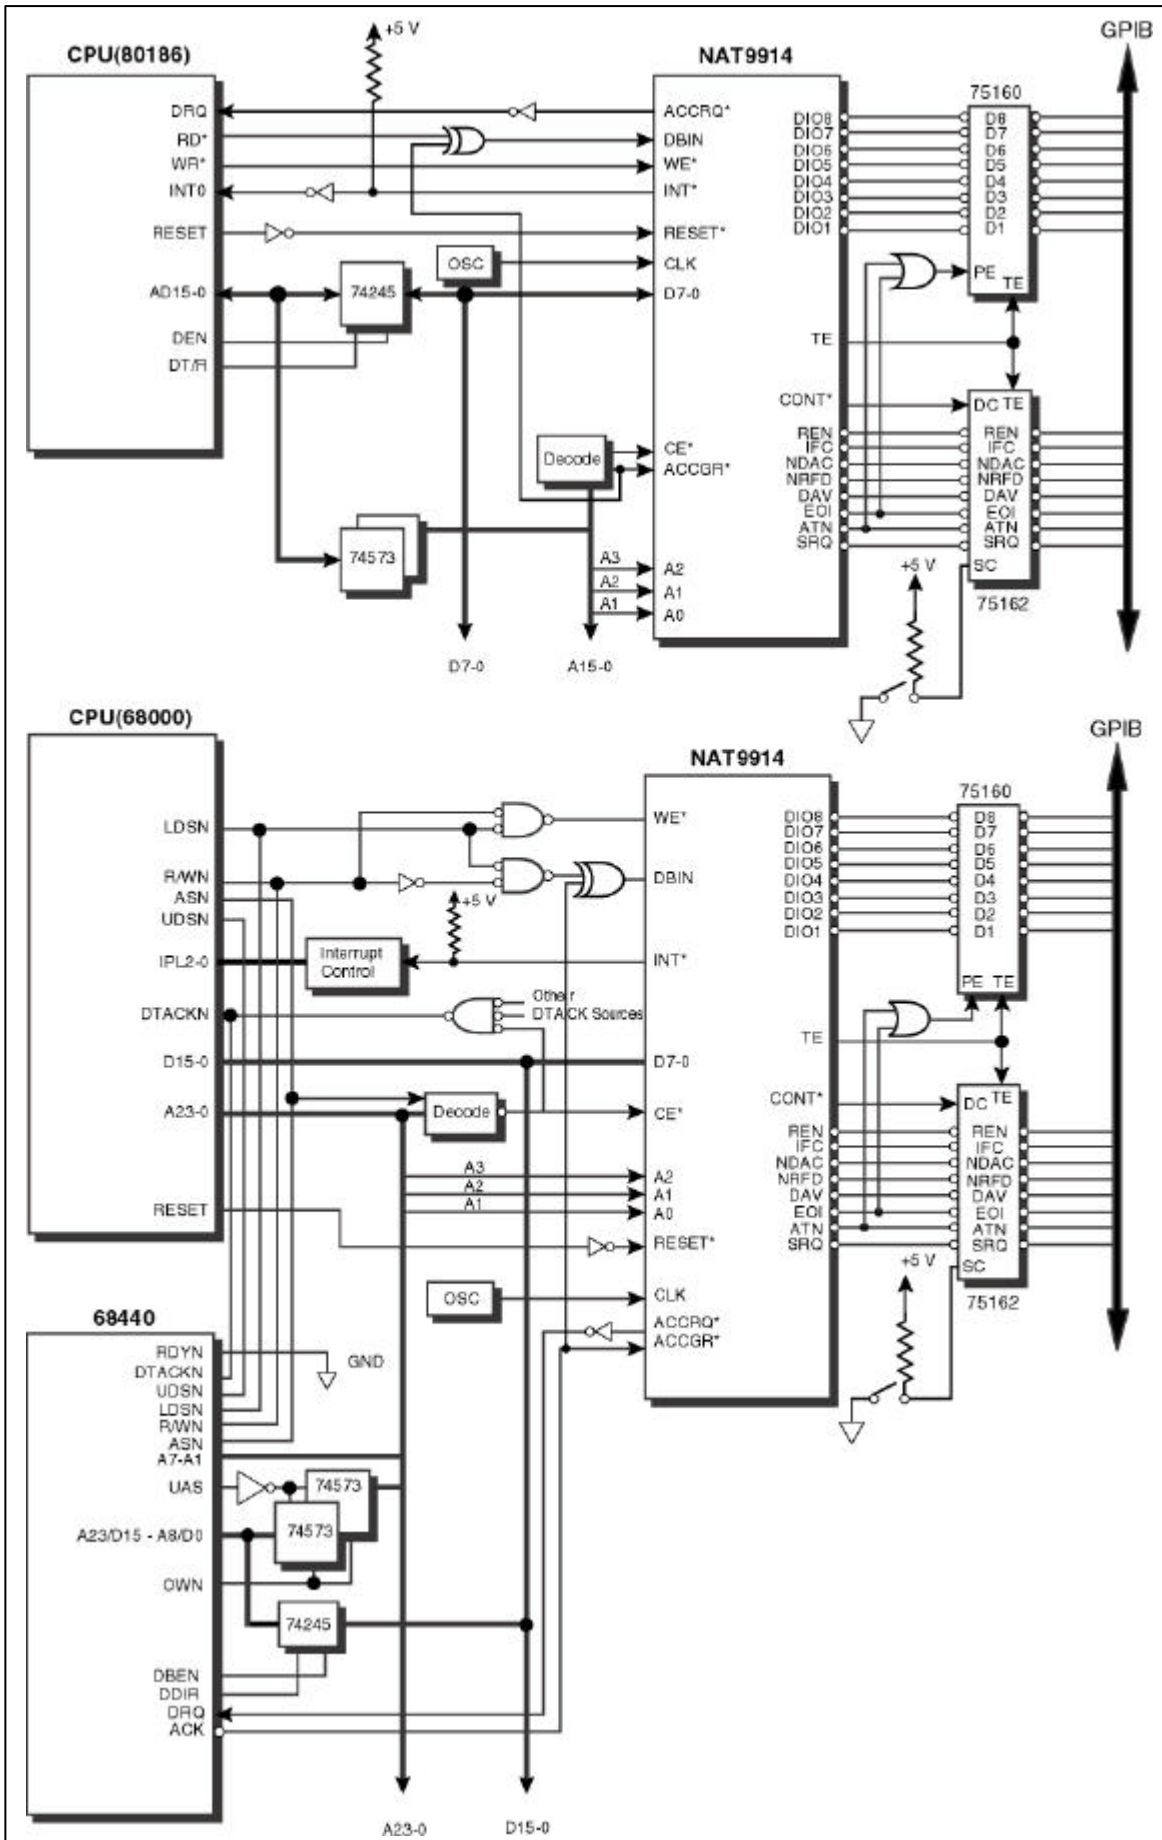 GPIB
+5 V
CPU(80186)
NAT9914
75160
DRQ
RD*
WR*
INT0
RESET
AD15-0
DEN
DT/R
74245
OSC
74573
Decode
D7-0
A15-0
A3
A2
A1
ACCRQ*
DBIN
WE*
INT*
RESET*
CLK
D7-0
CE*
ACCGR*
A2
A1
A0
DIO8
DIO7
DIO6
DIO5
DIO4
DIO3
DIO2
DIO1
TE
CONT*
REN
IFC
NDAC
NRFD
DAV
EOI
ATN
SRQ
D8
D7
D6
D5
D4
D3
D2
D1
PE
TE
DC TE
REN
IFC
NDAC
NRFD
DAV
EOI
ATN
SRQ
SC
75162
+5 V
CPU(68000)
NAT9914
GPIB
75160
LDSN
R/WN
ASN
UDSN
IPL2-0
DTACKN
D15-0
A23-0
RESET
+5 V
Interrupt
Control
Other
DTACK Sources
Decode
A3
A2
A1
OSC
WE*
DBIN
INT*
D7-0
CE*
A2
A1
A0
RESET*
CLK
ACCRQ*
ACCGR*
DIO8
DIO7
DIO6
DIO5
DIO4
DIO3
DIO2
DIO1
TE
CONT*
REN
IFC
NDAC
NRFD
DAV
EOI
ATN
SRQ
D8
D7
D6
D5
D4
D3
D2
D1
PE TE
DC TE
REN
IFC
NDAC
NRFD
DAV
EOI
ATN
SRQ
SC
75162
+5 V
68440
RDYN
DTACKN
UDSN
LDSN
R/WN
ASN
A7-A1
UAS
A23/D15 - A8/D0
OWN
DBEN
DDIR
DRQ
ACK
GND
74573
74573
74245
A23-0
D15-0